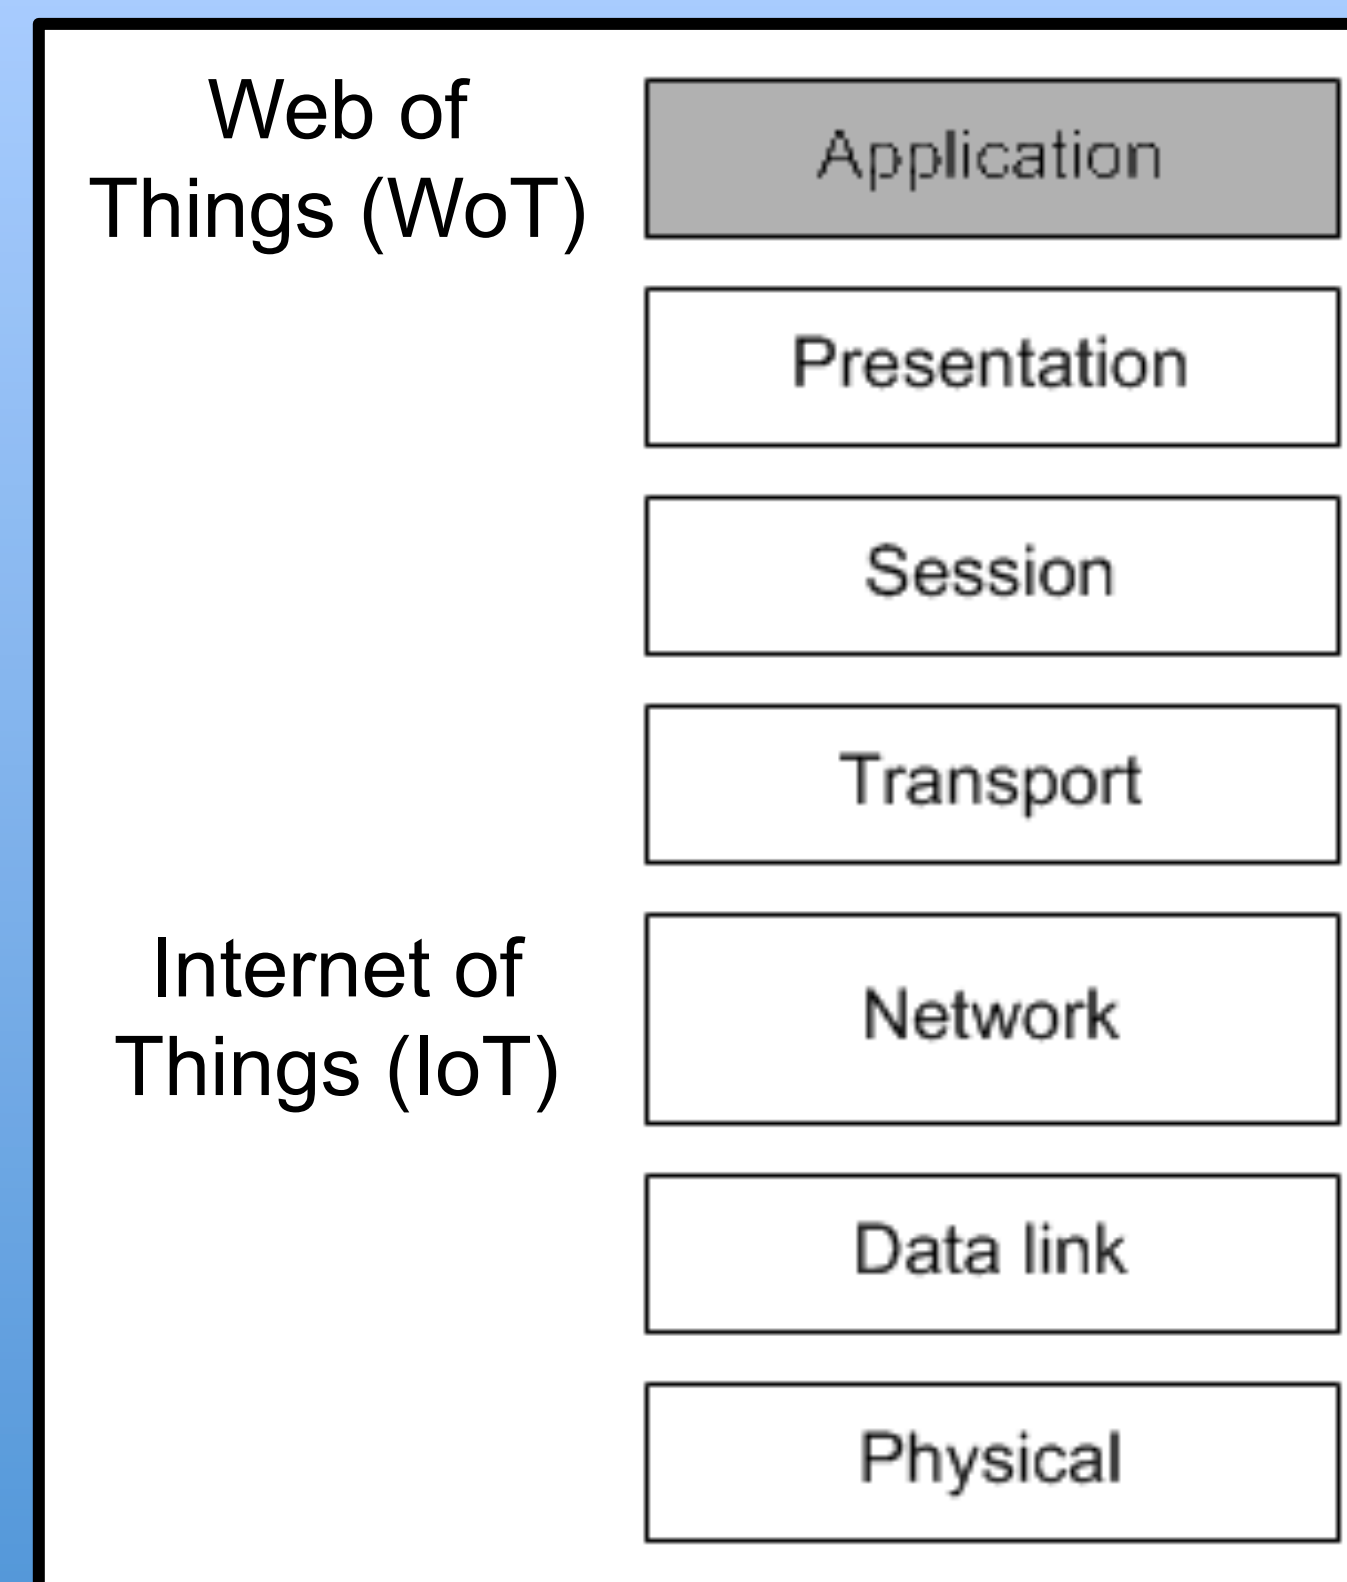 Web of
Things (WoT)
Application
Presentation
Session
Transport
Internet of
Things (IoT)
Network
Data link
Physical